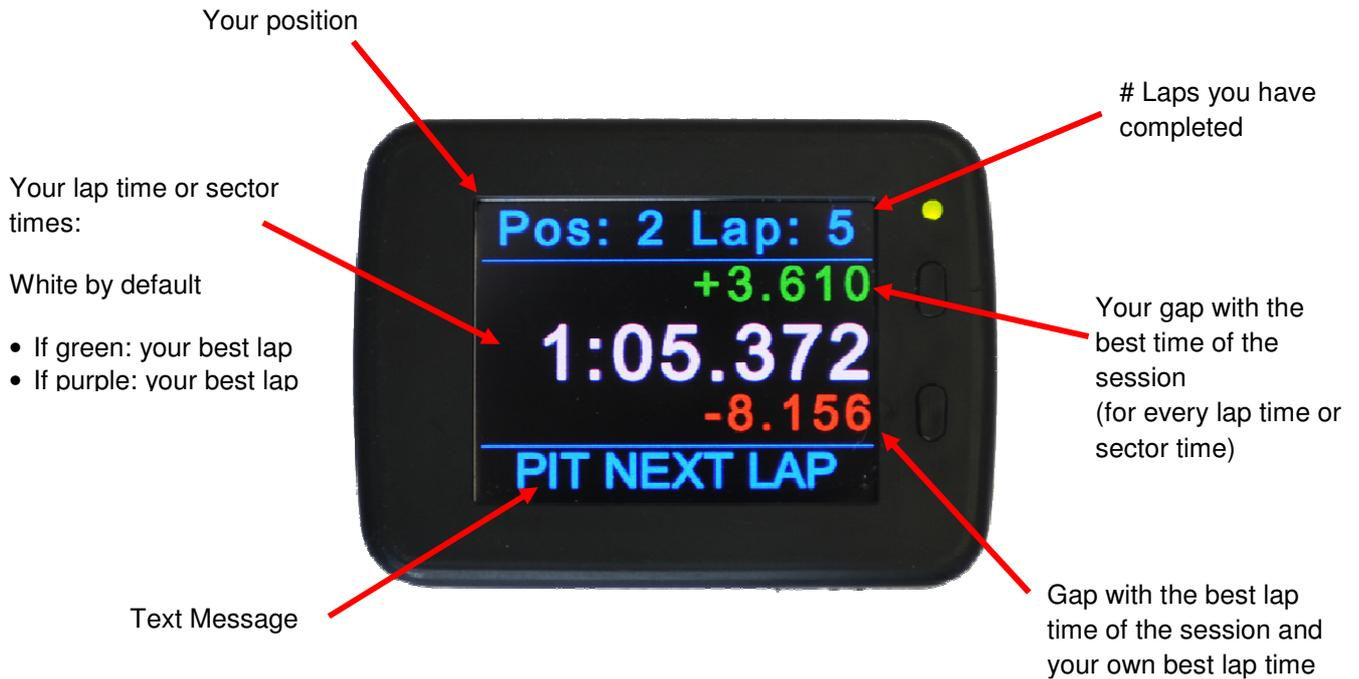 Your position
# Laps you have
completed
Your lap time or sector
times:
White by default
• If green: your best lap
• If purple: your best lap
Pos: 2 Lap: 5
+3.610
1:05.372
-8.156
PIT NEXT LAP
Your gap with the
best time of the
session
(for every lap time or
sector time)
Text Message
Gap with the best lap
time of the session and
your own best lap time